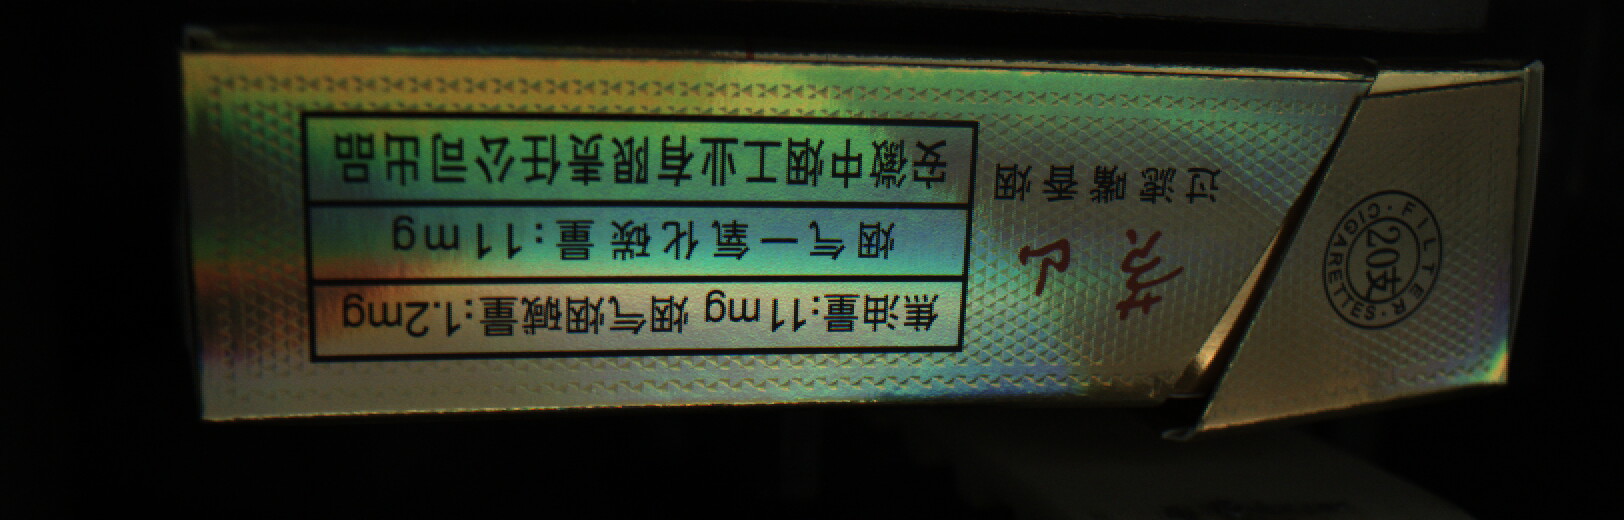 FILTER · CIGARETTES ·
20支
黄山
过滤嘴香烟
焦油量:11mg 烟气烟碱量:1.2mg
烟气一氧化碳量:11mg
安徽中烟工业有限责任公司出品